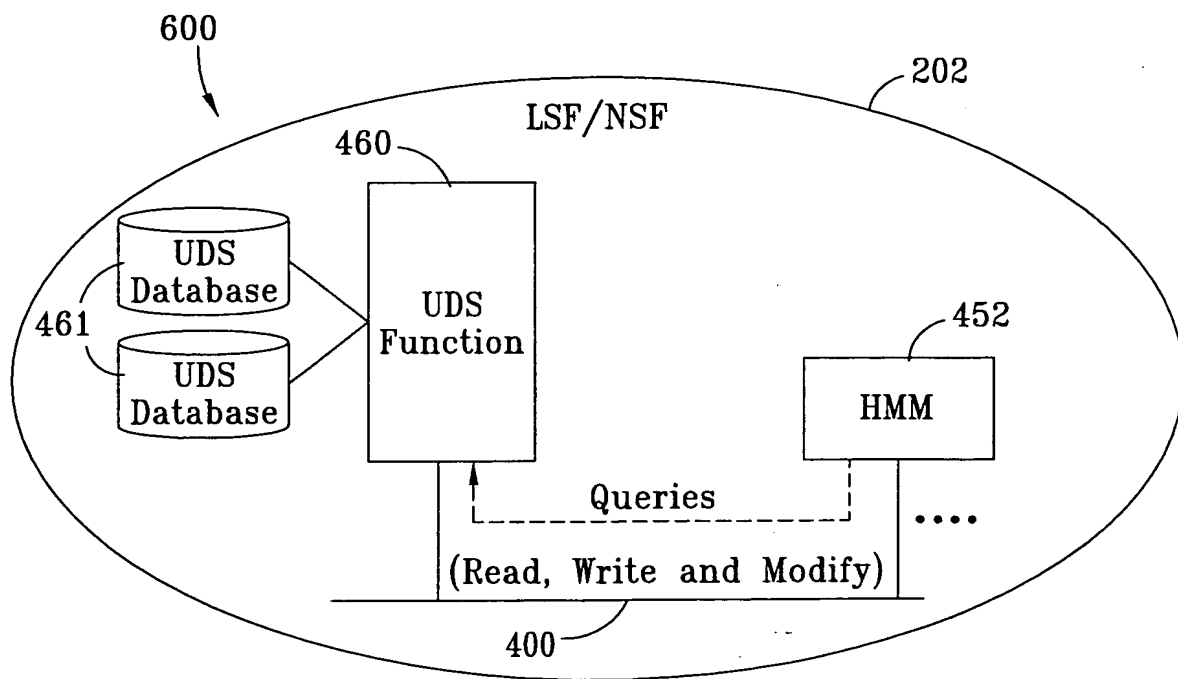 600
202
LSF/NSF
460
UDS
Database
461
UDS
Database
UDS
Function
452
HMM
Queries
(Read, Write and Modify)
400